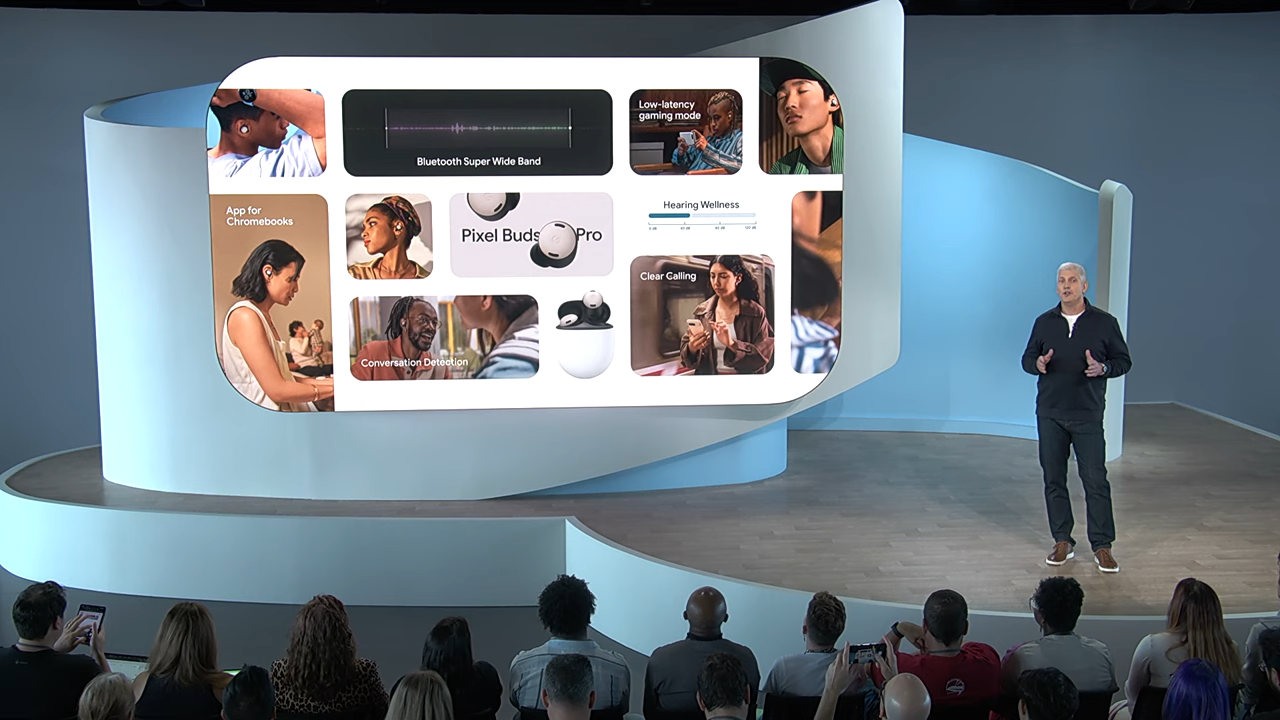 Bluetooth Super Wide Band
Low-latency
gaming mode
App for
Chromebooks
Pixel Buds Pro
Hearing Wellness
Clear Calling
Conversation Detection